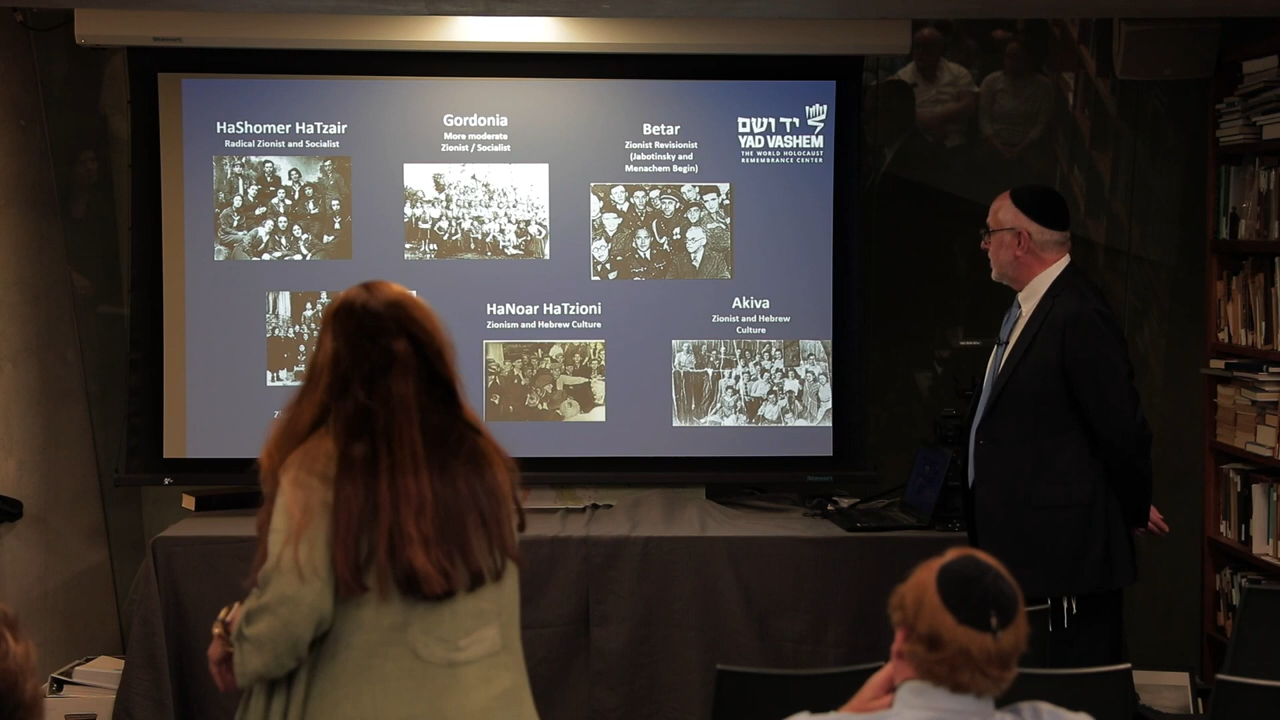 HaShomer HaTzair
Radical Zionist and Socialist
Gordonia
More moderate
Zionist / Socialist
Betar
Zionist Revisionist
(Jabotinsky and
Menachem Begin)
יד ושם
YAD VASHEM
THE WORLD HOLOCAUST
REMEMBRANCE CENTER
HaNoar HaTzioni
Zionism and Hebrew Culture
Akiva
Zionist and Hebrew
Culture